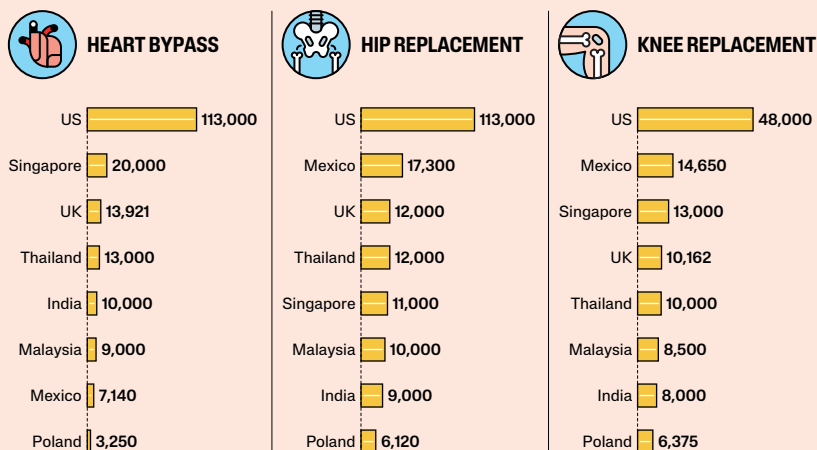 HEART BYPASS
US 113,000
Singapore 20,000
UK 13,921
Thailand 13,000
India 10,000
Malaysia 9,000
Mexico 7,140
Poland 3,250
HIP REPLACEMENT
US 113,000
Mexico 17,300
UK 12,000
Thailand 12,000
Singapore 11,000
Malaysia 10,000
India 9,000
Poland 6,120
KNEE REPLACEMENT
US 48,000
Mexico 14,650
Singapore 13,000
UK 10,162
Thailand 10,000
Malaysia 8,500
India 8,000
Poland 6,375